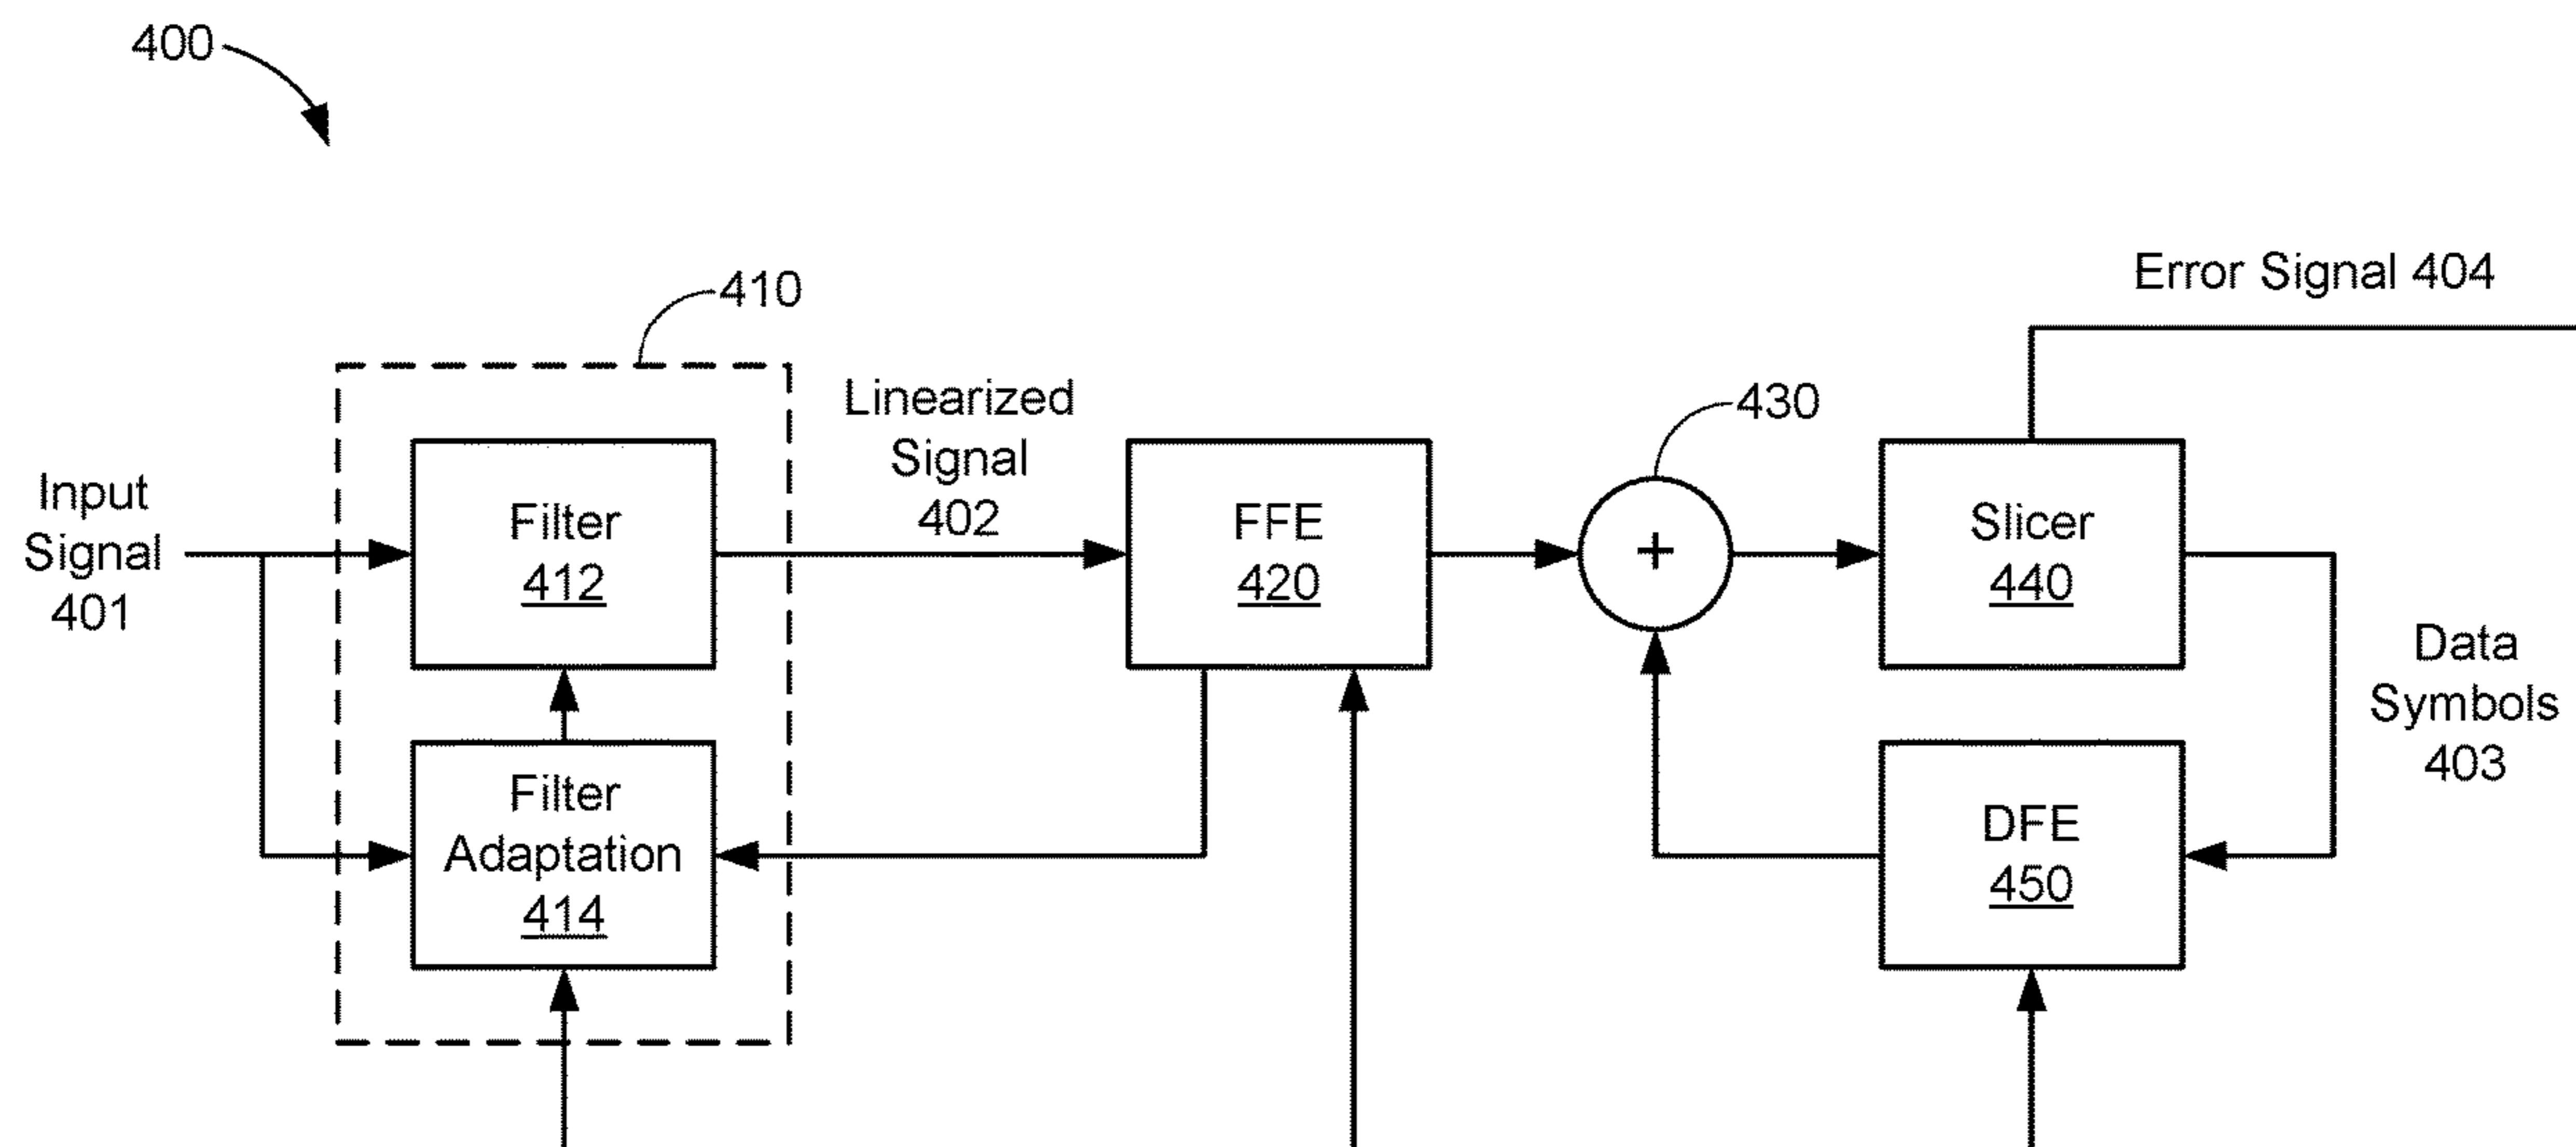 400
410
Error Signal 404
Linearized
Signal
402
430
Input
Signal
401
Filter
412
FFE
420
+
Slicer
440
Data
Symbols
403
Filter
Adaptation
414
DFE
450